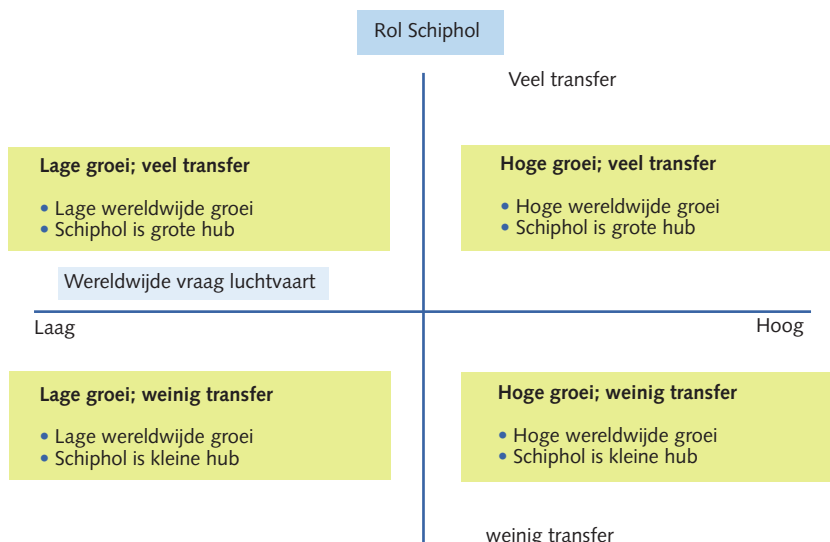 Rol Schiphol
Veel transfer
Lage groei; veel transfer
• Lage wereldwijde groei
• Schiphol is grote hub
Hoge groei; veel transfer
• Hoge wereldwijde groei
• Schiphol is grote hub
Wereldwijde vraag luchtvaart
Laag
Hoog
Lage groei; weinig transfer
• Lage wereldwijde groei
• Schiphol is kleine hub
Hoge groei; weinig transfer
• Hoge wereldwijde groei
• Schiphol is kleine hub
weinig transfer